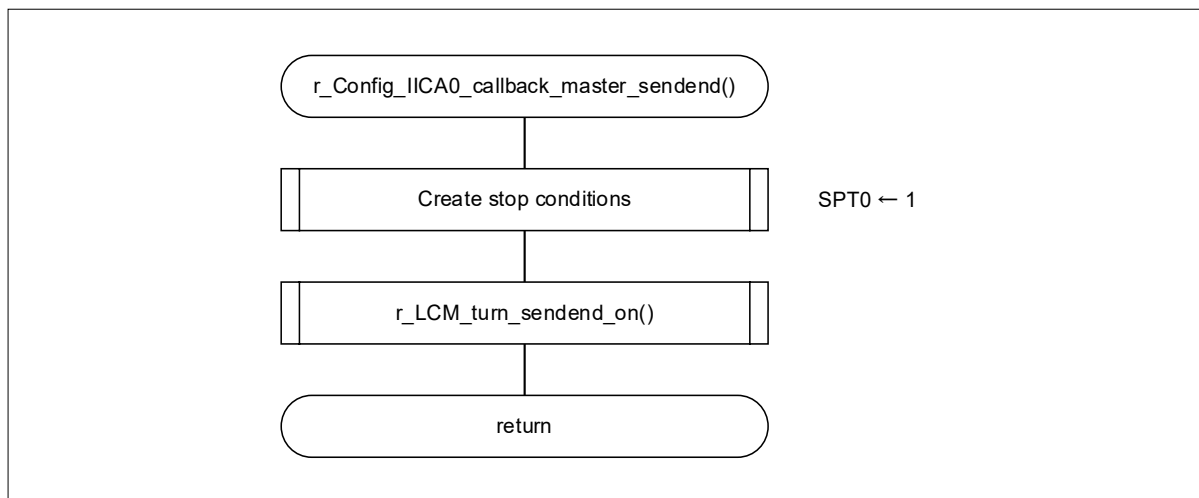 r_Config_IICA0_callback_master_sendend()
Create stop conditions
SPT0 ← 1
r_LCM_turn_sendend_on()
return